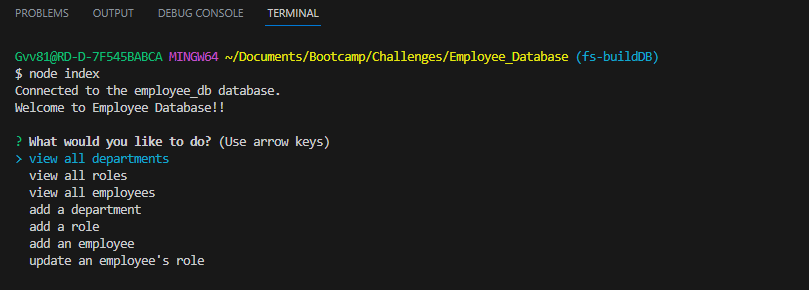 PROBLEMS OUTPUT DEBUG CONSOLE TERMINAL
Gvv81@RD-D-7F545BABCA MINGW64 ~/Documents/Bootcamp/Challenges/Employee_Database (fs-buildDB)
$ node index
Connected to the employee_db database.
Welcome to Employee Database!!
? What would you like to do? (Use arrow keys)
> view all departments
view all roles
view all employees
add a department
add a role
add an employee
update an employee's role